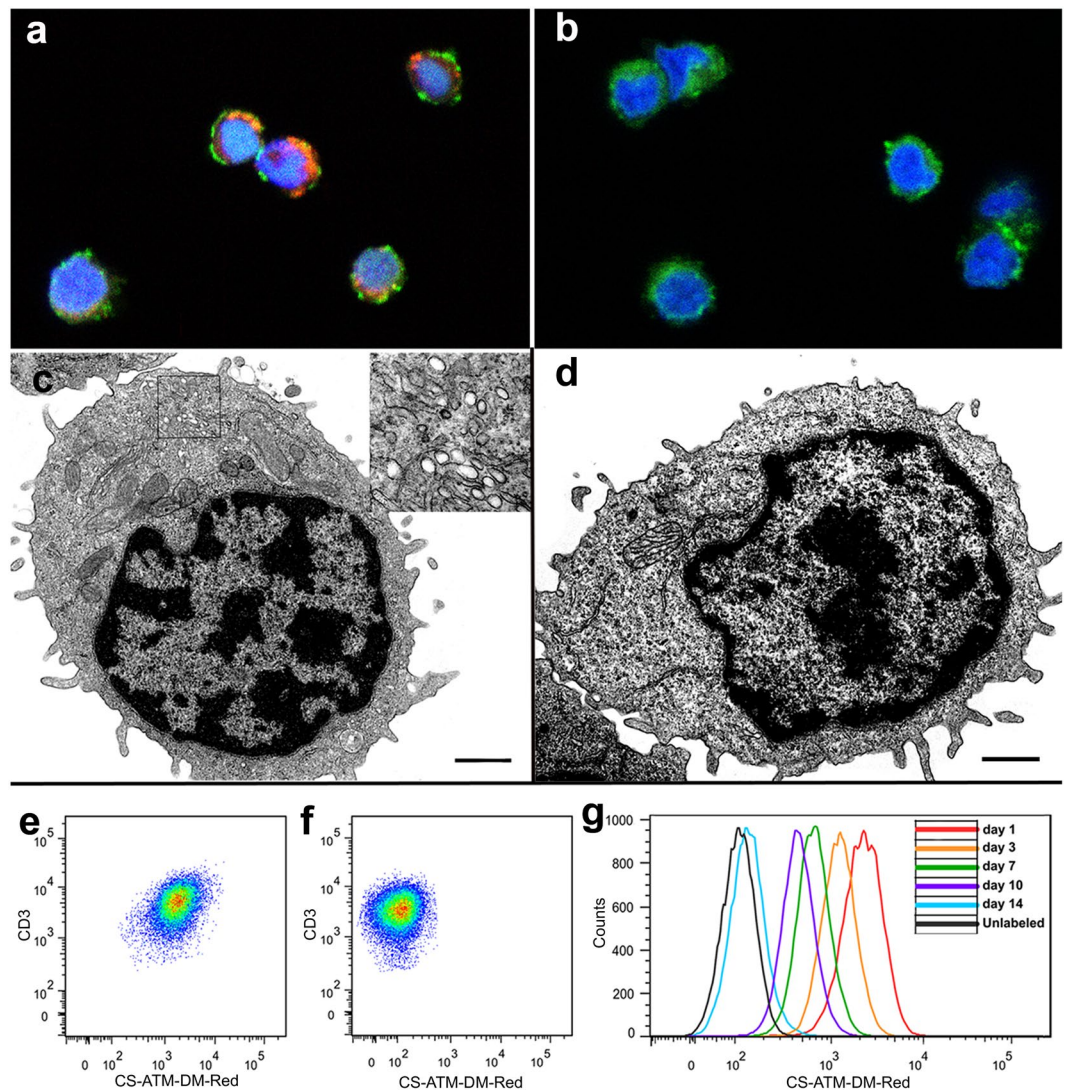 a
b
c
d
e
10^5
10^4
10^3
10^2
0
CD3
0 10^2 10^3 10^4 10^5
CS-ATM-DM-Red
f
10^5
10^4
10^3
10^2
0
CD3
0 10^2 10^3 10^4 10^5
CS-ATM-DM-Red
g
1000
800
600
400
200
0
Counts
day 1
day 3
day 7
day 10
day 14
Unlabeled
0 10^2 10^3 10^4 10^5
CS-ATM-DM-Red